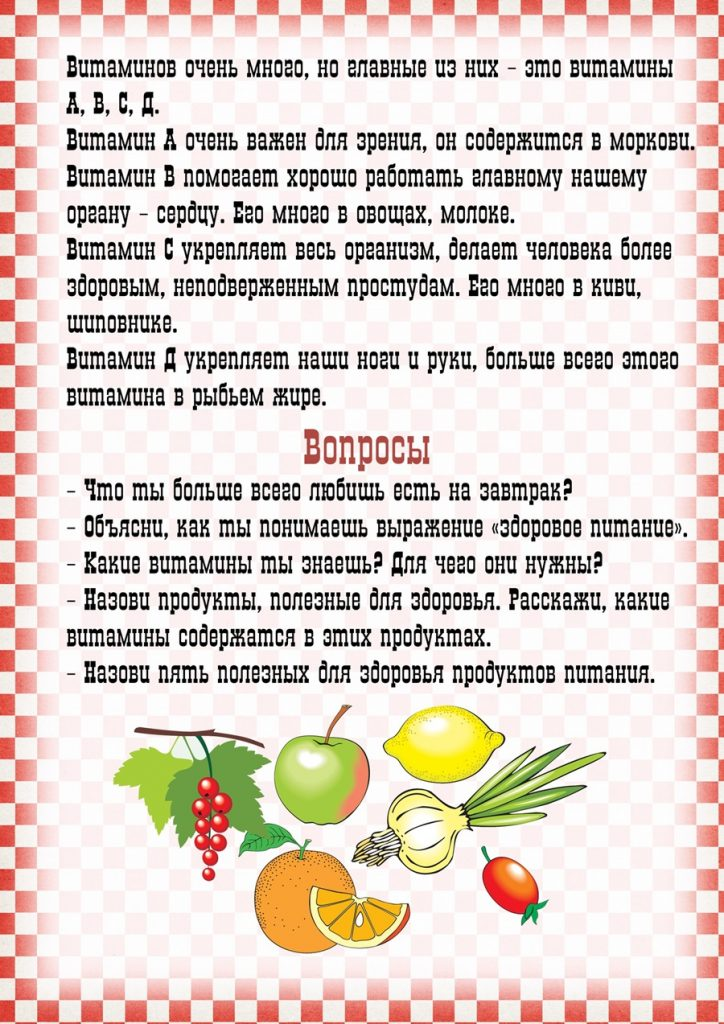 Витаминов очень много, но главные из них - это витамины
А, В, С, Д.
Витамин А очень важен для зрения, он содержится в моркови.
Витамин В помогает хорошо работать главному нашему
органу - сердцу. Его много в овощах, молоке.
Витамин С укрепляет весь организм, делает человека более
здоровым, неподверженным простудам. Его много в киви,
шиповнике.
Витамин Д укрепляет наши ноги и руки, больше всего этого
витамина в рыбьем жире.
Вопросы
- Что ты больше всего любишь есть на завтрак?
- Объясни, как ты понимаешь выражение «здоровое питание».
- Какие витамины ты знаешь? Для чего они нужны?
- Назови продукты, полезные для здоровья. Расскажи, какие
витамины содержатся в этих продуктах.
- Назови пять полезных для здоровья продуктов питания.